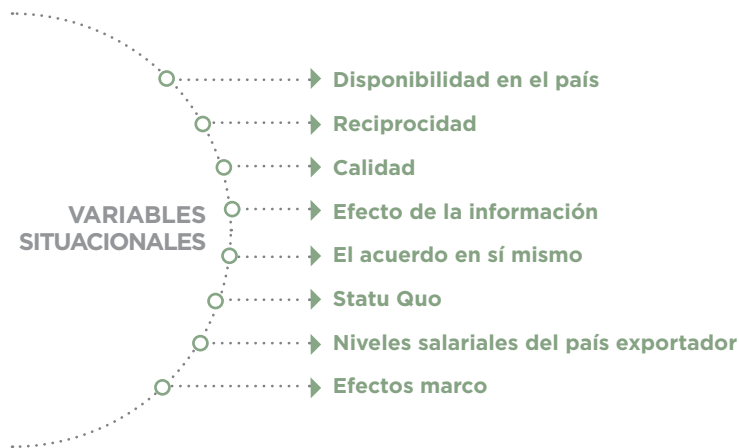 Disponibilidad en el país
Reciprocidad
Calidad
VARIABLES
SITUACIONALES
Efecto de la información
El acuerdo en sí mismo
Statu Quo
Niveles salariales del país exportador
Efectos marco